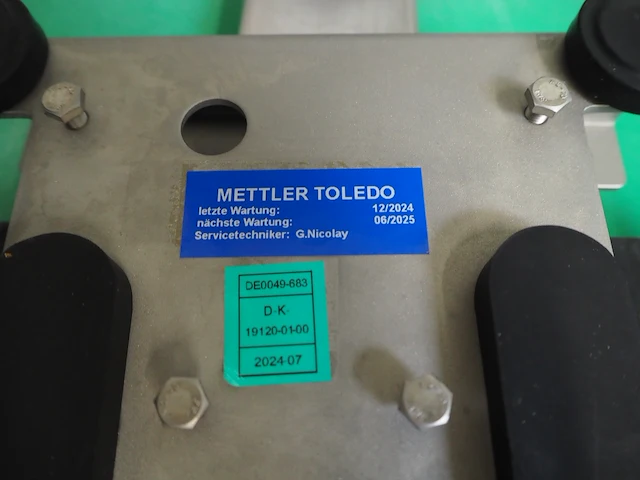 METTLER TOLEDO
letzte Wartung: 12/2024
nächste Wartung: 06/2025
Servicetechniker: G.Nicolay
DE0049-683
D-K-
19120-01-00
2024-07